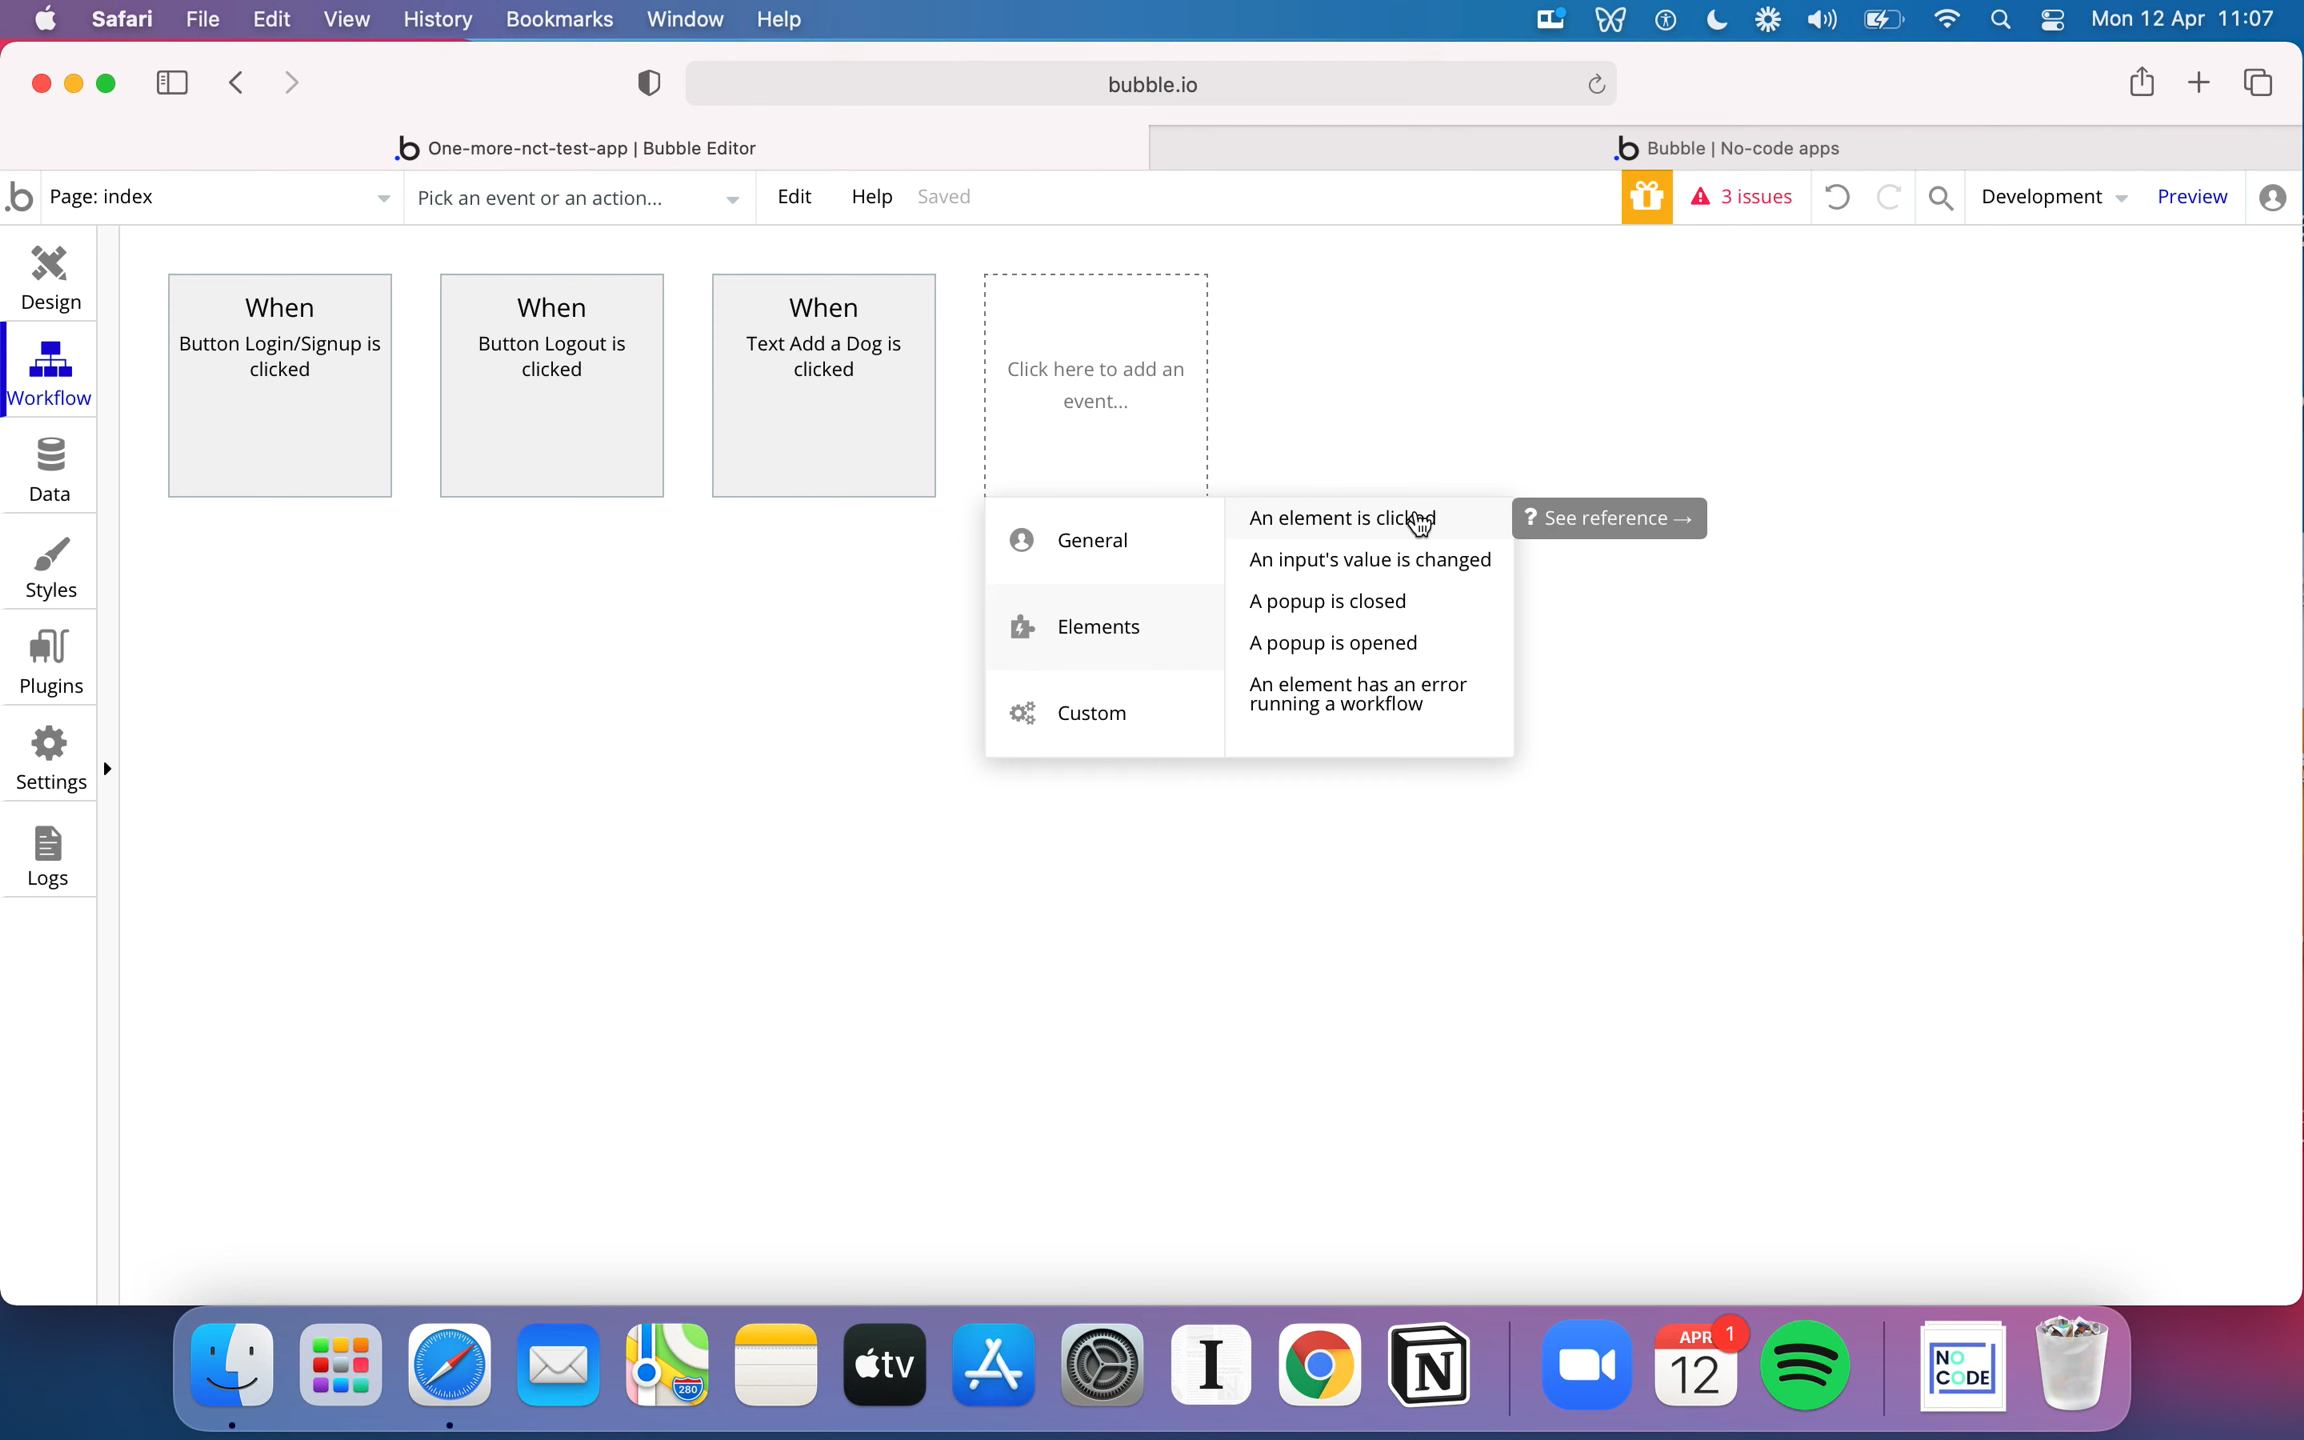 Safari File Edit View History Bookmarks Window Help Mon 12 Apr 11:07
bubble.io
.b One-more-nct-test-app | Bubble Editor
.b Bubble | No-code apps
.b Page: index Pick an event or an action... Edit Help Saved 3 issues Development Preview
Design
Workflow
Data
Styles
Plugins
Settings
Logs
When
Button Login/Signup is
clicked
When
Button Logout is
clicked
When
Text Add a Dog is
clicked
Click here to add an
event...
General
Elements
Custom
An element is clicked
An input's value is changed
A popup is closed
A popup is opened
An element has an error
running a workflow
? See reference →
280
tv
I
N
APR 1
12
NO
CODE